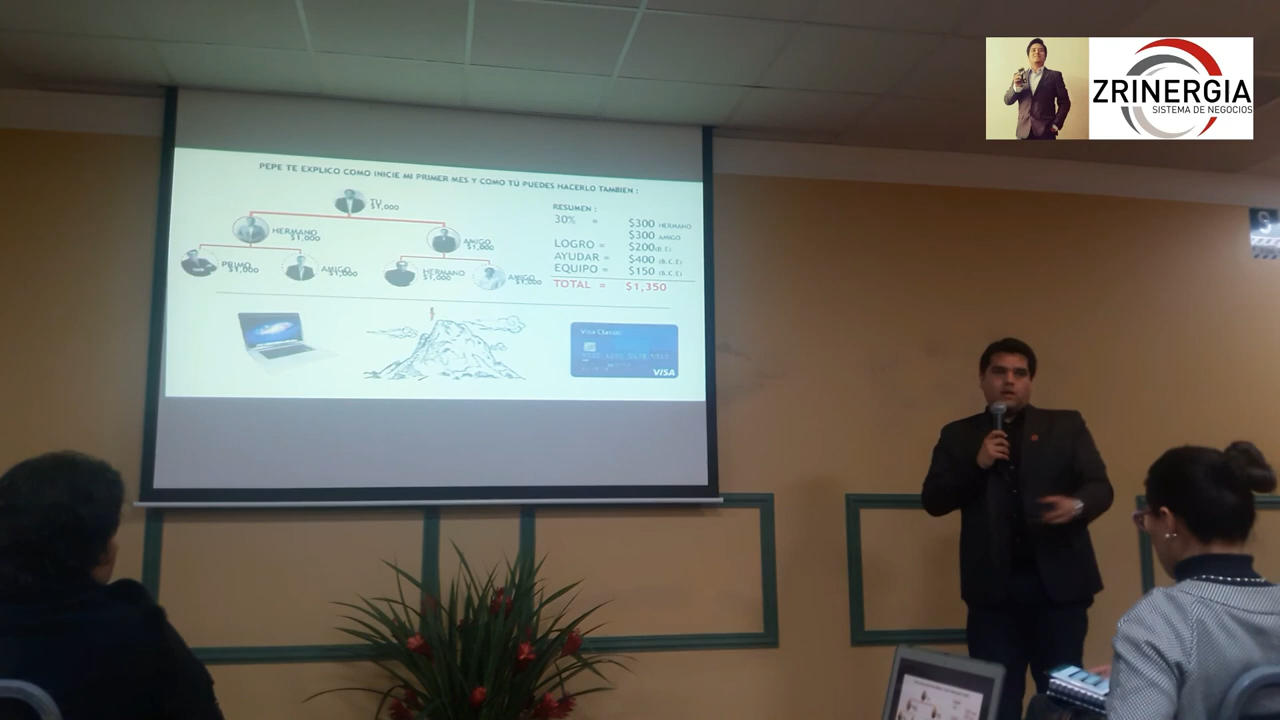 ZRINERGIA
SISTEMA DE NEGOCIOS
PEPE TE EXPLICO COMO INICIE MI PRIMER MES Y COMO TÚ PUEDES HACERLO TAMBIEN :
TV
$1,000
HERMANO
$1,000
AMIGO
$1,000
PRIMO
$1,000
AMIGO
$1,000
HERMANO
$1,000
AMIGO
$1,000
RESUMEN :
30% = $300 HERMANO
$300 AMIGO
LOGRO = $200 (B.E)
AYUDAR = $400 (B.C.E)
EQUIPO = $150 (B.C.E)
TOTAL = $1,350
Visa Classic
VISA